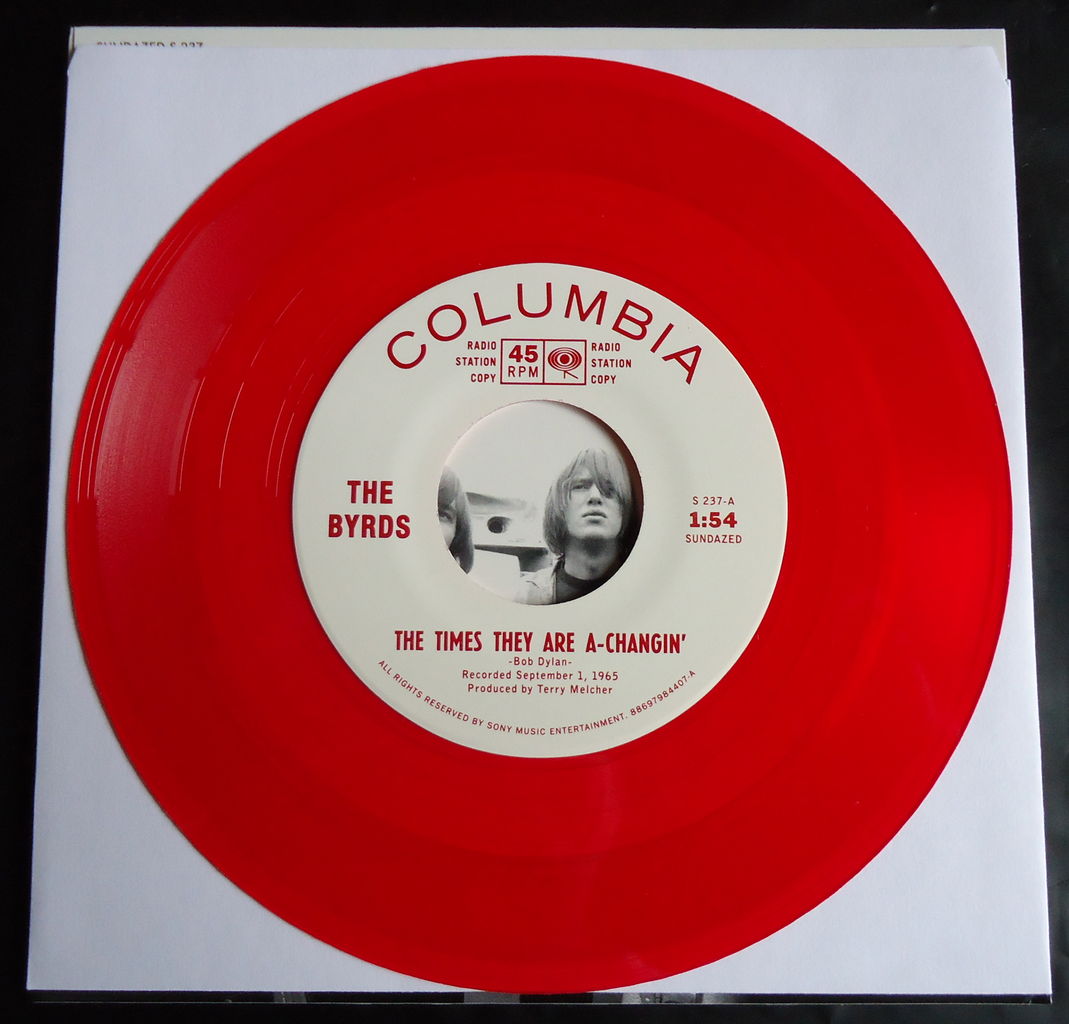 SUNDAZED S 237
COLUMBIA
RADIO STATION COPY
45 RPM
RADIO STATION COPY
THE BYRDS
S 237-A
1:54
SUNDAZED
THE TIMES THEY ARE A-CHANGIN'
-Bob Dylan-
Recorded September 1, 1965
Produced by Terry Melcher
ALL RIGHTS RESERVED BY SONY MUSIC ENTERTAINMENT. 88697984407-A